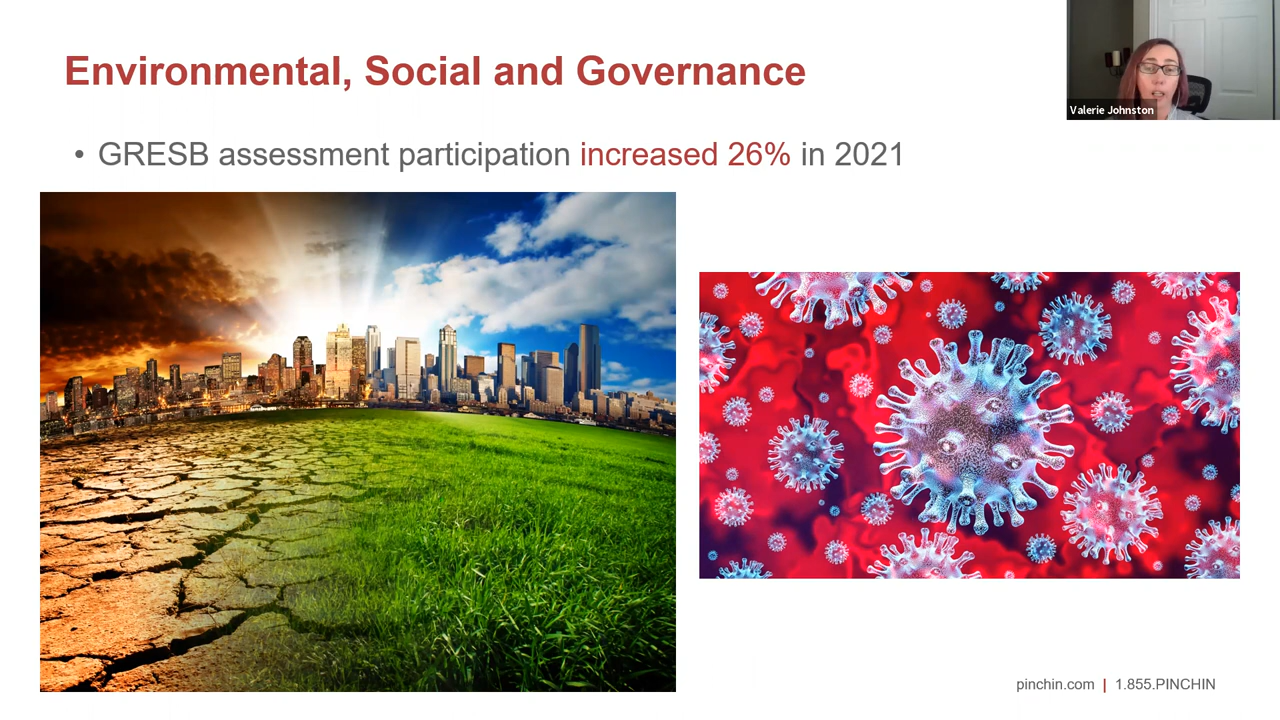 Environmental, Social and Governance
Valerie Johnston
• GRESB assessment participation increased 26% in 2021
pinchin.com | 1.855.PINCHIN